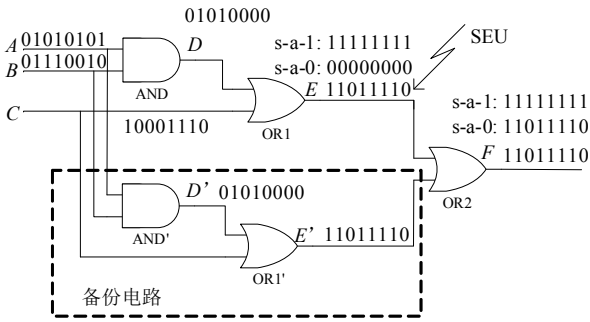 01010000
A 01010101
D
s-a-1: 11111111
SEU
B 01110010
s-a-0: 00000000
AND
E 11011110
s-a-1: 11111111
C
10001110
OR1
s-a-0: 11011110
F 11011110
D' 01010000
OR2
AND'
E' 11011110
OR1'
备份电路